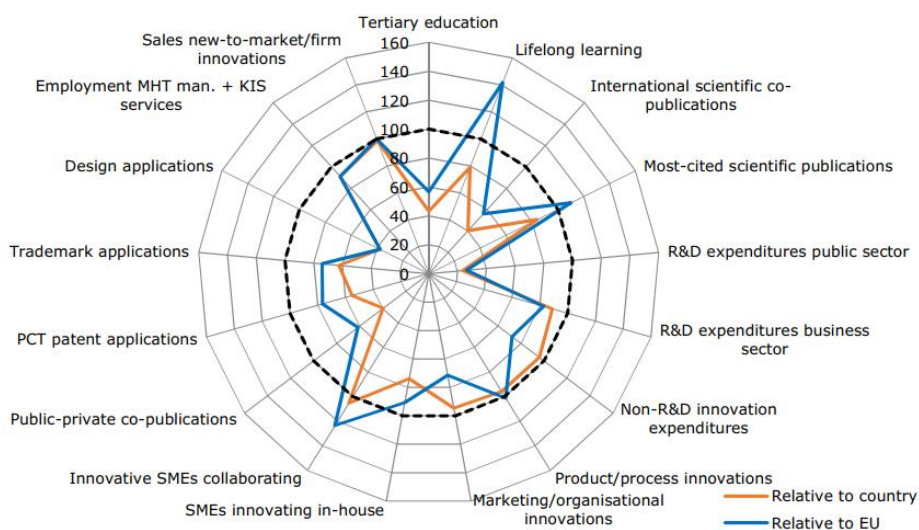 Tertiary education
Sales new-to-market/firm
innovations
Lifelong learning
Employment MHT man. + KIS
services
International scientific co-
publications
Design applications
Most-cited scientific publications
Trademark applications
R&D expenditures public sector
PCT patent applications
R&D expenditures business
sector
Public-private co-publications
Non-R&D innovation
expenditures
Innovative SMEs collaborating
Product/process innovations
SMEs innovating in-house
Marketing/organisational
innovations
160
140
120
100
80
60
40
20
0
Relative to country
Relative to EU